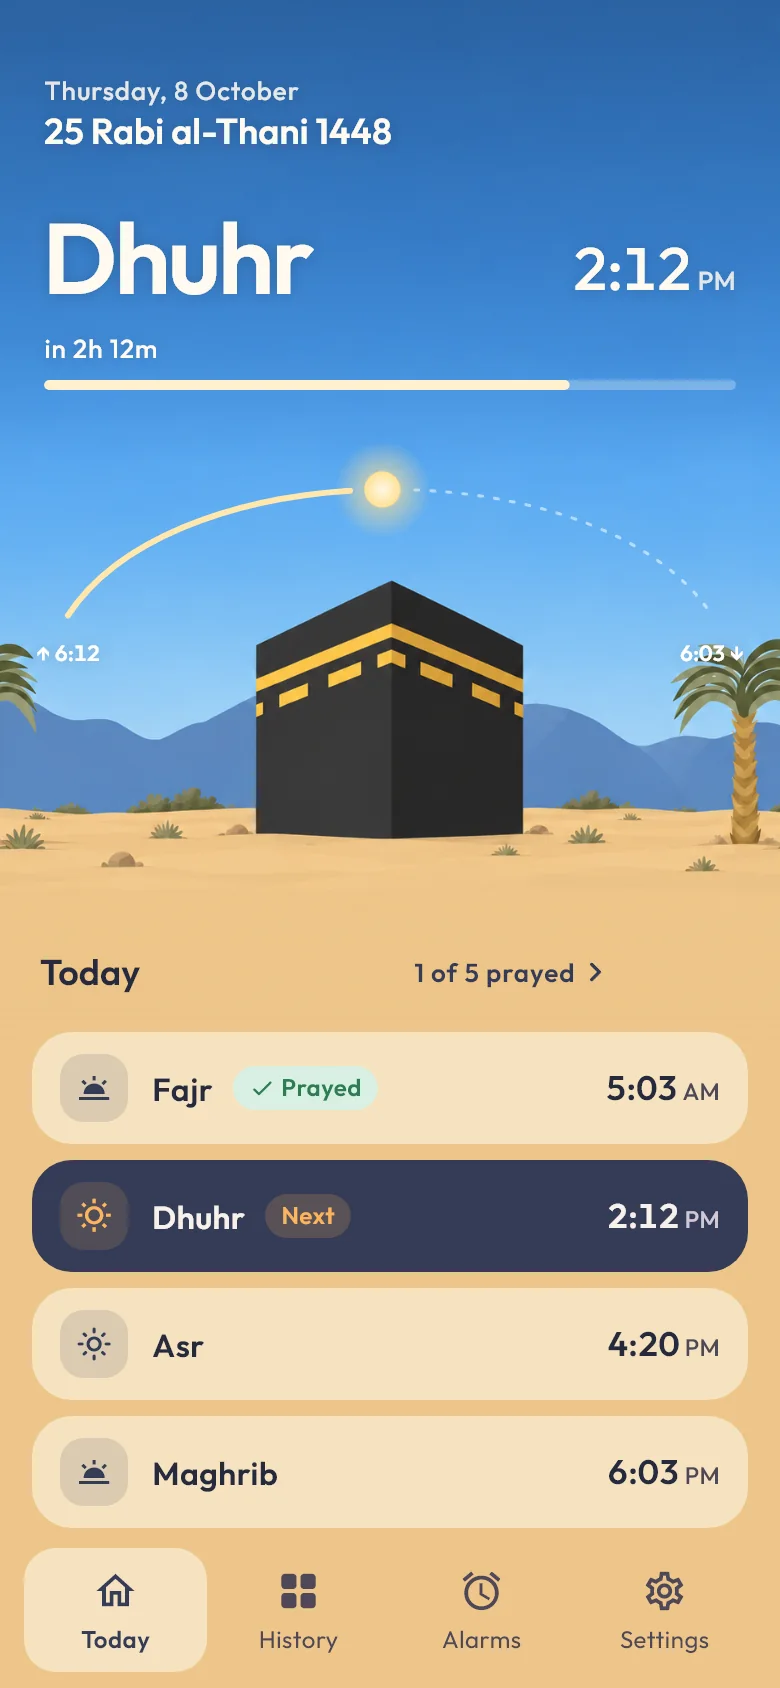 Thursday, 8 October
25 Rabi al-Thani 1448
Dhuhr
2:12 PM
in 2h 12m
↑ 6:12
6:03 ↓
Today
1 of 5 prayed >
Fajr
✓ Prayed
5:03 AM
Dhuhr
Next
2:12 PM
Asr
4:20 PM
Maghrib
6:03 PM
Today
History
Alarms
Settings